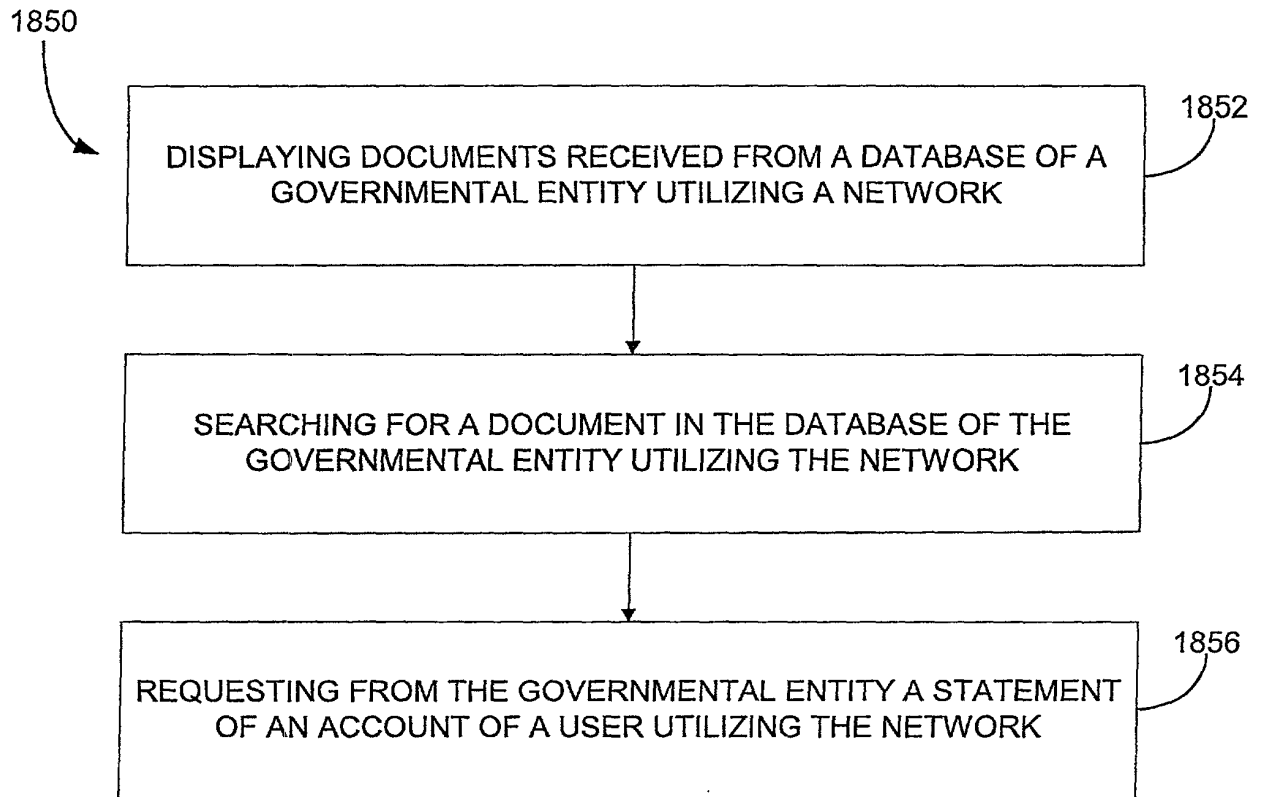 1850
1852
DISPLAYING DOCUMENTS RECEIVED FROM A DATABASE OF A
GOVERNMENTAL ENTITY UTILIZING A NETWORK
1854
SEARCHING FOR A DOCUMENT IN THE DATABASE OF THE
GOVERNMENTAL ENTITY UTILIZING THE NETWORK
1856
REQUESTING FROM THE GOVERNMENTAL ENTITY A STATEMENT
OF AN ACCOUNT OF A USER UTILIZING THE NETWORK